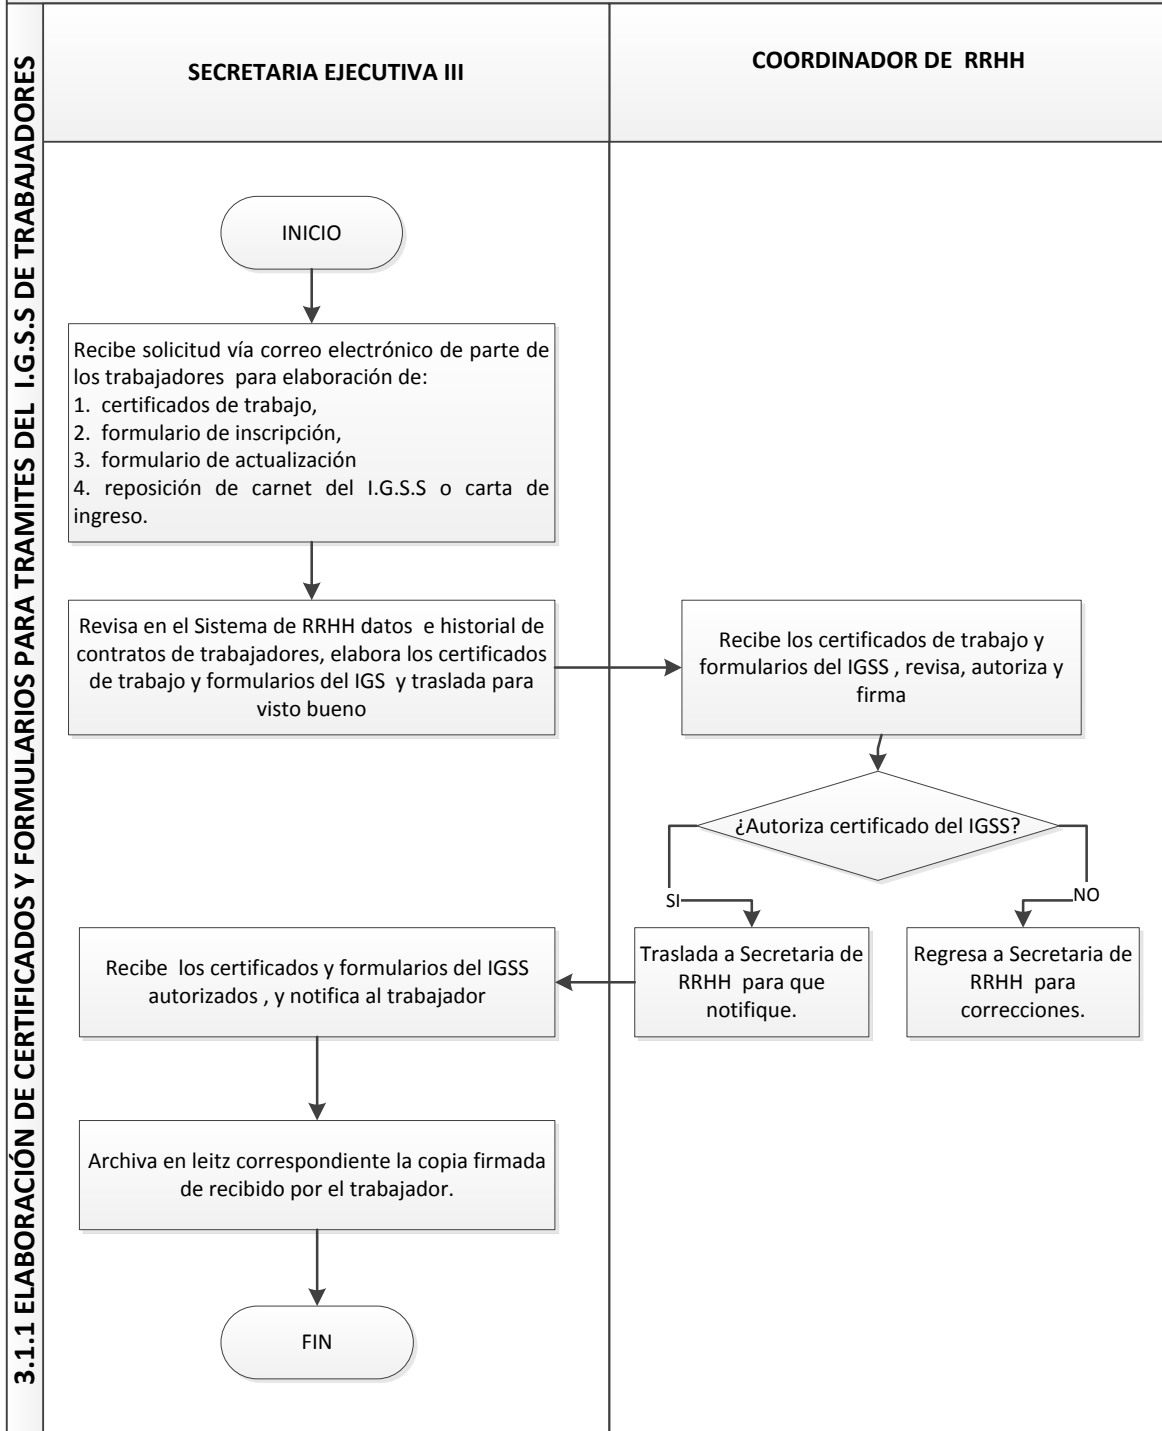 3.1.1 ELABORACIÓN DE CERTIFICADOS Y FORMULARIOS PARA TRAMITES DEL I.G.S.S DE TRABAJADORES
SECRETARIA EJECUTIVA III
COORDINADOR DE RRHH
INICIO
Recibe solicitud vía correo electrónico de parte de
los trabajadores para elaboración de:
1. certificados de trabajo,
2. formulario de inscripción,
3. formulario de actualización
4. reposición de carnet del I.G.S.S o carta de
ingreso.
Revisa en el Sistema de RRHH datos e historial de
contratos de trabajadores, elabora los certificados
de trabajo y formularios del IGS y traslada para
visto bueno
Recibe los certificados de trabajo y
formularios del IGSS , revisa, autoriza y
firma
¿Autoriza certificado del IGSS?
SI
NO
Traslada a Secretaria de
RRHH para que
notifique.
Regresa a Secretaria de
RRHH para
correcciones.
Recibe los certificados y formularios del IGSS
autorizados , y notifica al trabajador
Archiva en leitz correspondiente la copia firmada
de recibido por el trabajador.
FIN